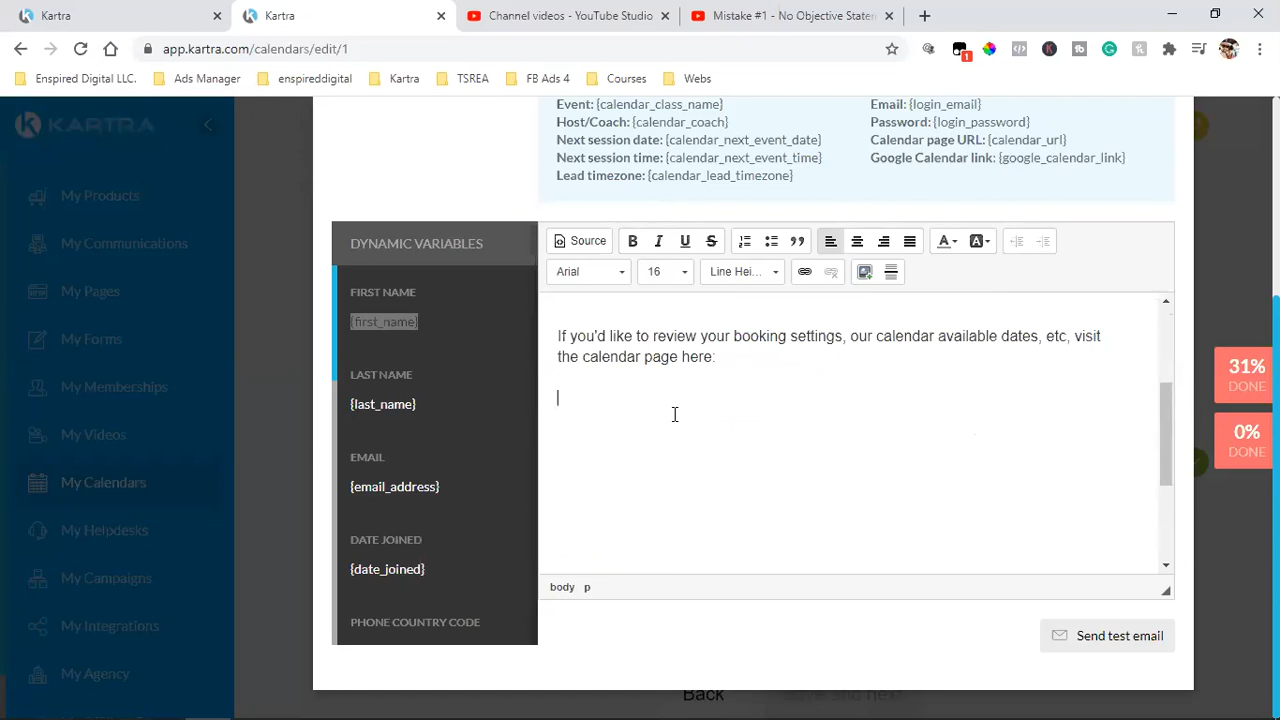 Kartra
Kartra
Channel videos - YouTube Studio
Mistake #1 - No Objective Staten
app.kartra.com/calendars/edit/1
1
Enspired Digital LLC.
Ads Manager
enspireddigital
Kartra
TSREA
FB Ads 4
Courses
Webs
KARTRA
My Products
My Communications
My Pages
My Forms
My Memberships
My Videos
My Calendars
My Helpdesks
My Campaigns
My Integrations
My Agency
Event: {calendar_class_name}
Host/Coach: {calendar_coach}
Next session date: {calendar_next_event_date}
Next session time: {calendar_next_event_time}
Lead timezone: {calendar_lead_timezone}
Email: {login_email}
Password: {login_password}
Calendar page URL: {calendar_url}
Google Calendar link: {google_calendar_link}
DYNAMIC VARIABLES
FIRST NAME
{first_name}
LAST NAME
{last_name}
EMAIL
{email_address}
DATE JOINED
{date_joined}
PHONE COUNTRY CODE
Source
Arial
16
Line Hei...
If you'd like to review your booking settings, our calendar available dates, etc, visit
the calendar page here:
body p
Send test email
31%
DONE
0%
DONE
Back